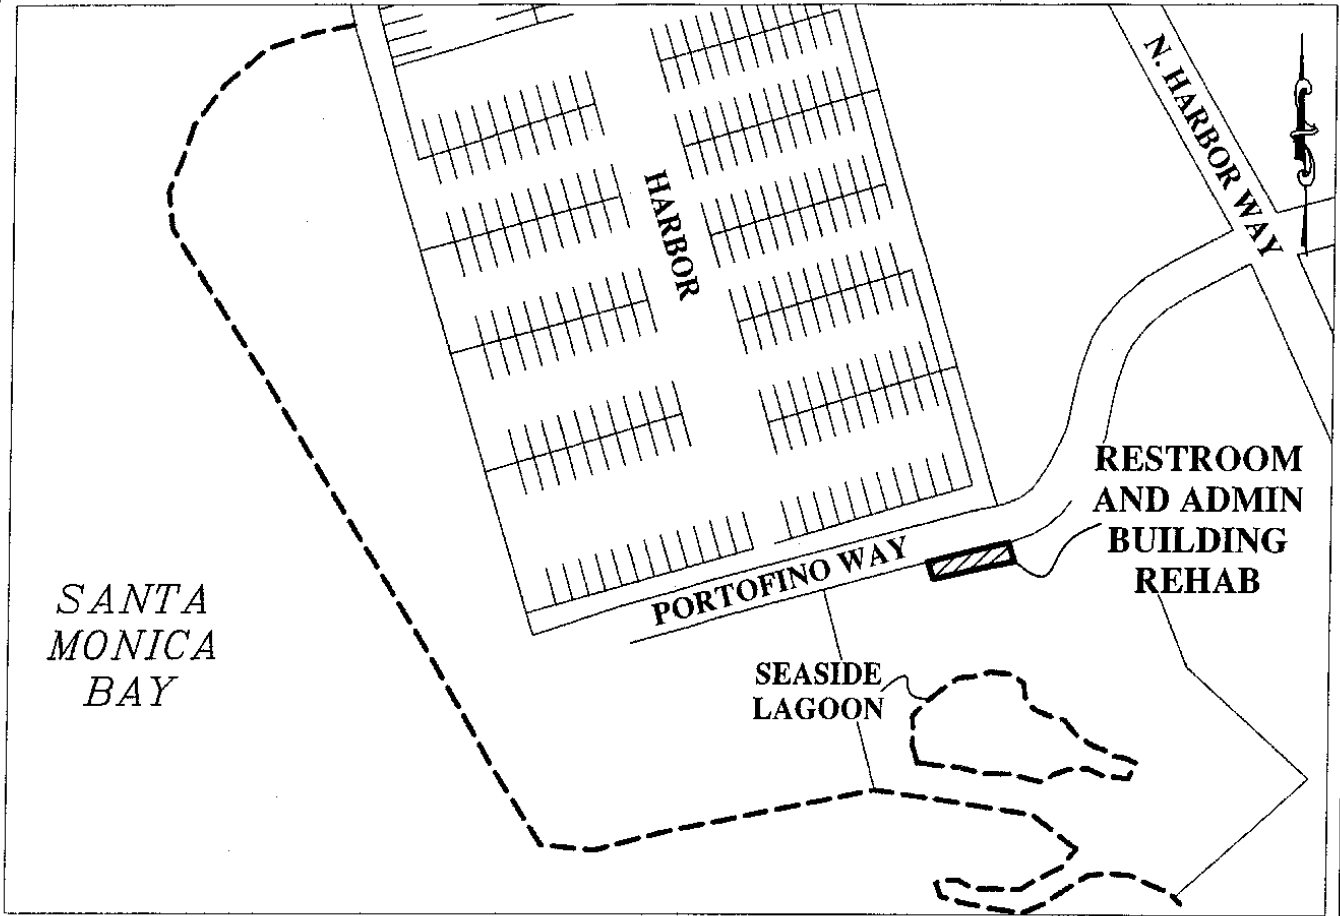 N. HARBOR WAY
HARBOR
RESTROOM
AND ADMIN
BUILDING
REHAB
PORTOFINO WAY
SANTA
MONICA
BAY
SEASIDE
LAGOON